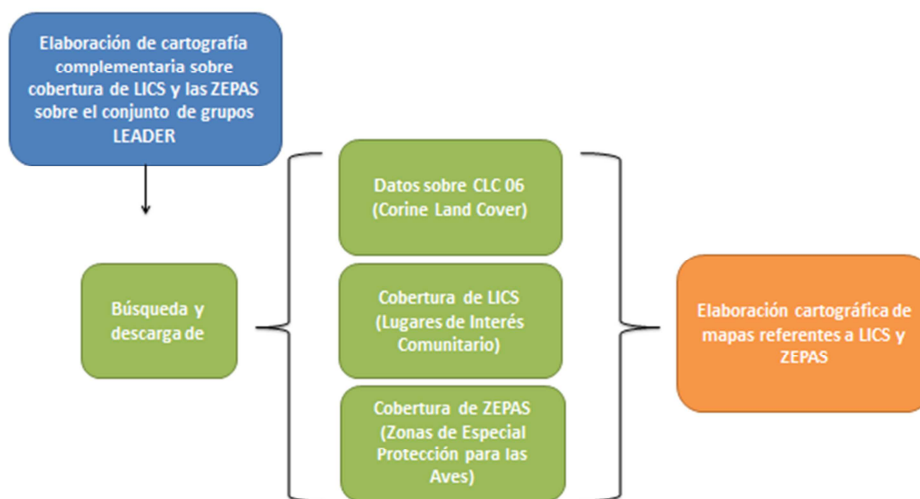 Elaboración de cartografía
complementaria sobre
cobertura de LICS y las ZEPAS
sobre el conjunto de grupos
LEADER
Búsqueda y
descarga de
Datos sobre CLC 06
(Corine Land Cover)
Cobertura de LICS
(Lugares de Interés
Comunitario)
Cobertura de ZEPAS
(Zonas de Especial
Protección para las
Aves)
Elaboración cartográfica de
mapas referentes a LICS y
ZEPAS